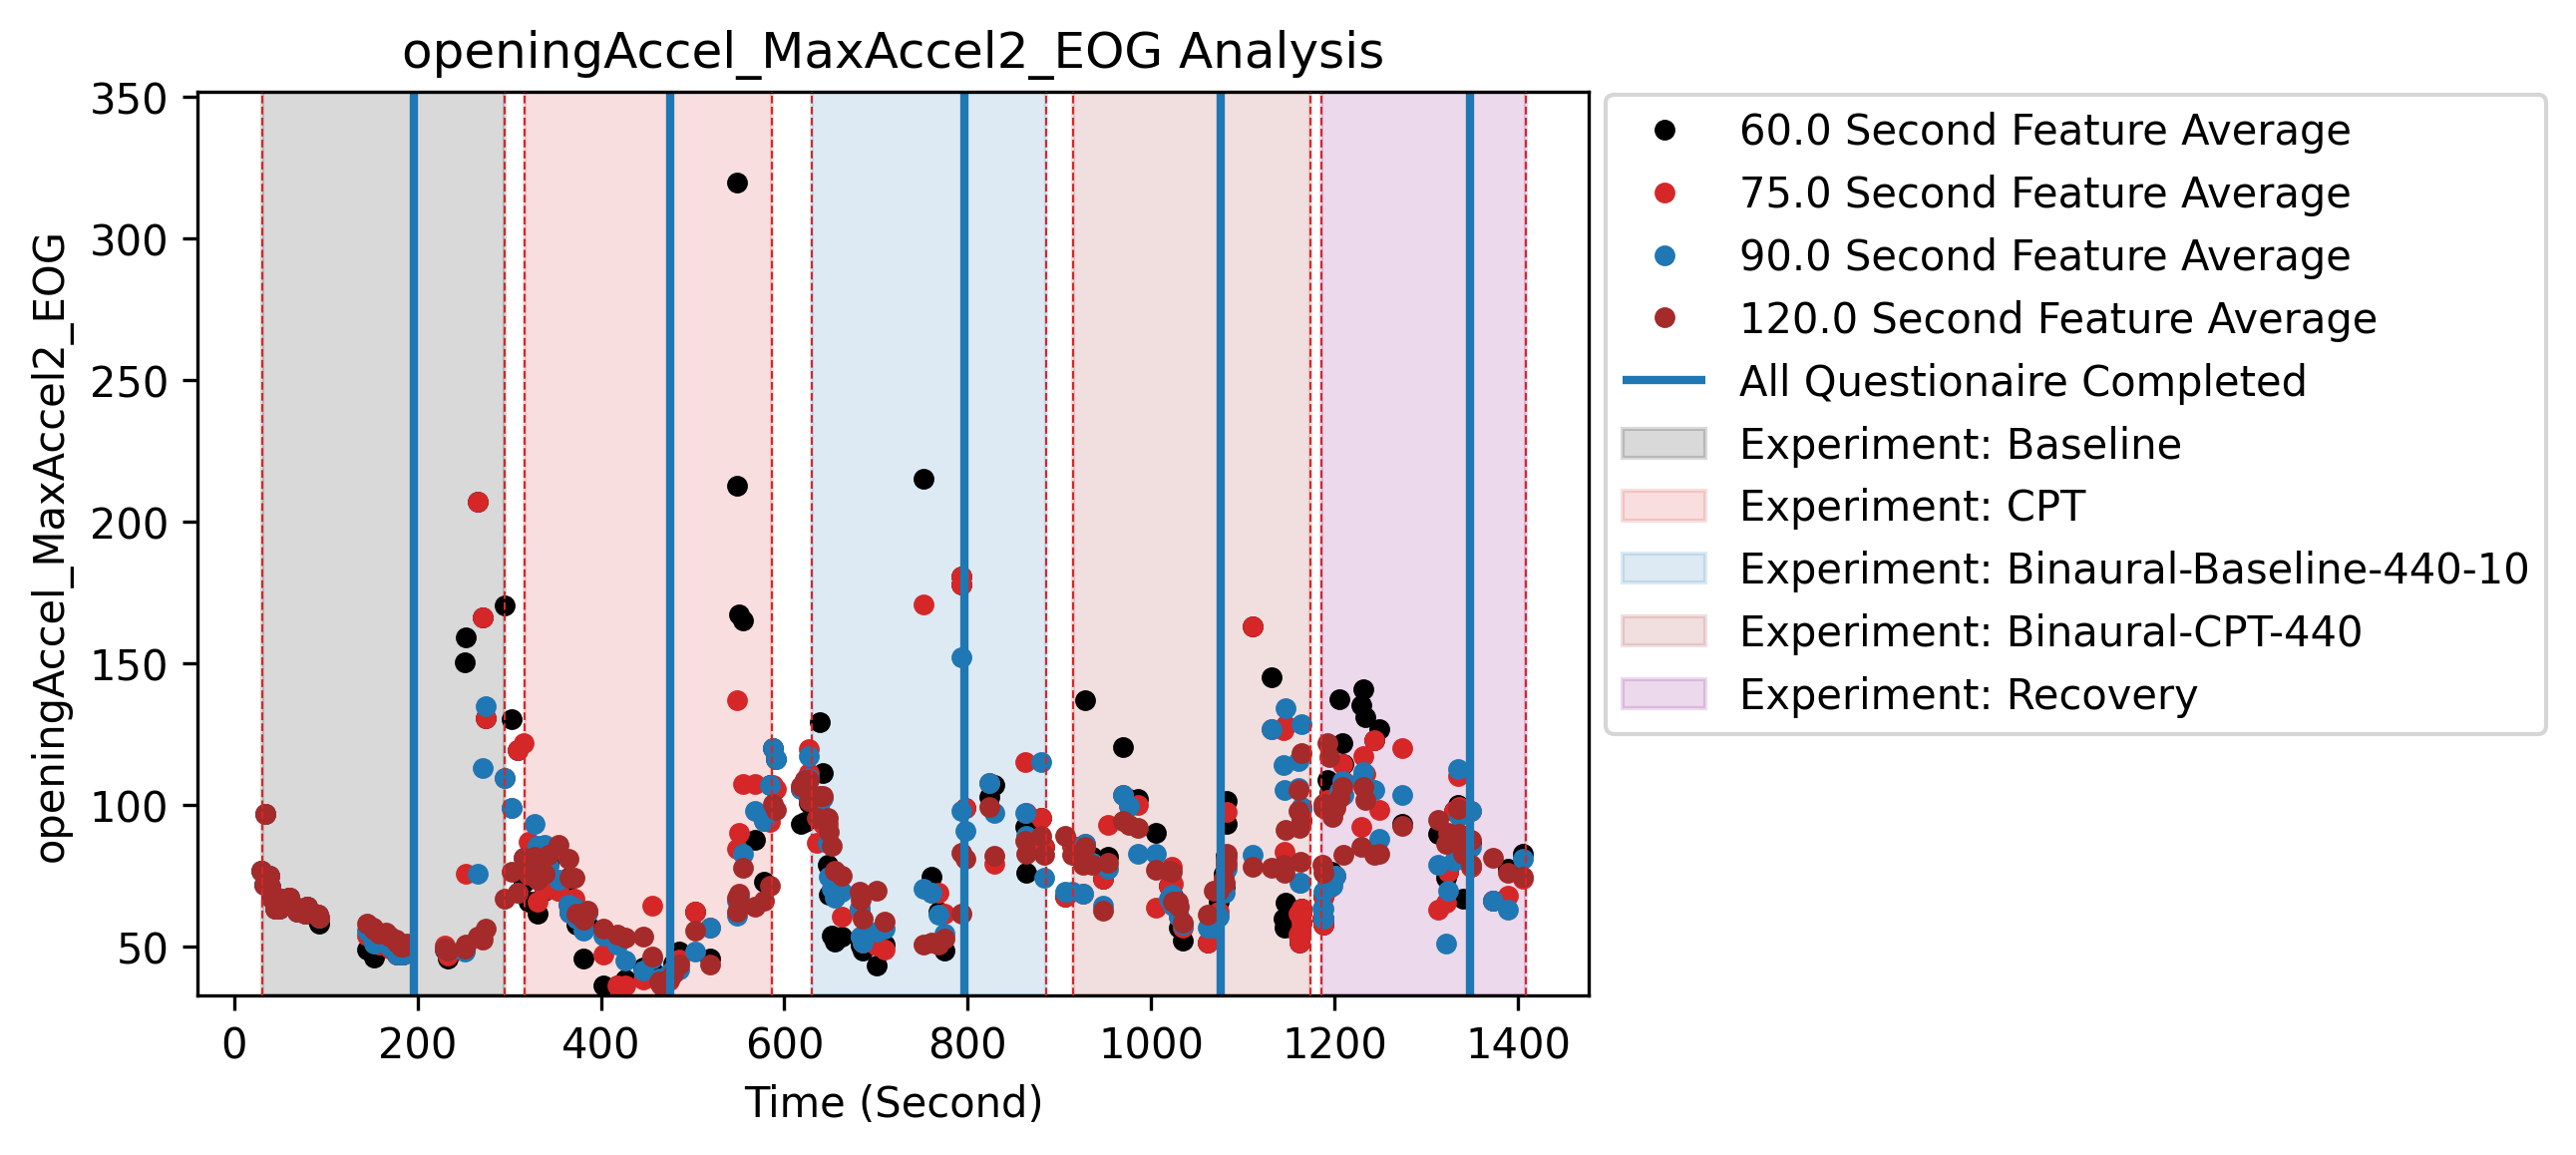 openingAccel_MaxAccel2_EOG Analysis
openingAccel_MaxAccel2_EOG
350
300
250
200
150
100
50
0 200 400 600 800 1000 1200 1400
Time (Second)
60.0 Second Feature Average
75.0 Second Feature Average
90.0 Second Feature Average
120.0 Second Feature Average
All Questionaire Completed
Experiment: Baseline
Experiment: CPT
Experiment: Binaural-Baseline-440-10
Experiment: Binaural-CPT-440
Experiment: Recovery